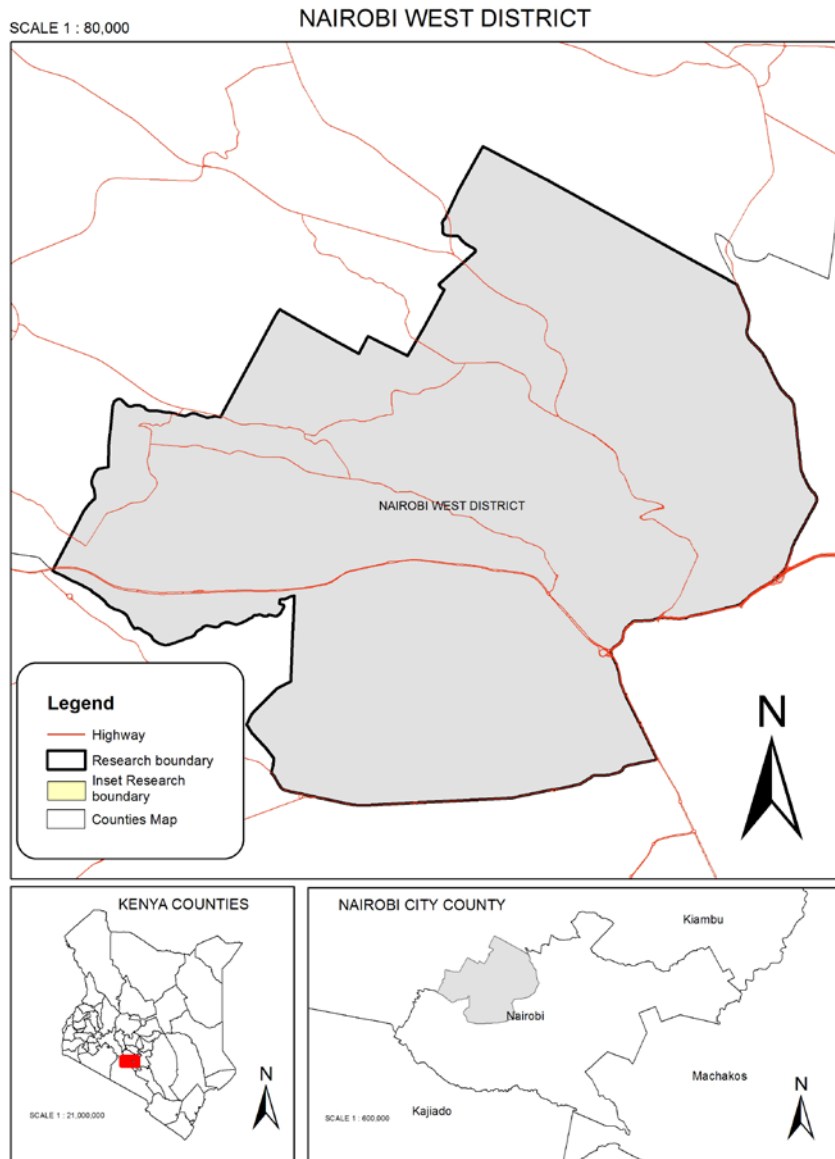 SCALE 1 : 80,000
NAIROBI WEST DISTRICT
NAIROBI WEST DISTRICT
Legend
Highway
Research boundary
Inset Research
boundary
Counties Map
N
KENYA COUNTIES
N
SCALE 1 : 21,000,000
NAIROBI CITY COUNTY
Kiambu
Nairobi
Machakos
N
Kajiado
SCALE 1 : 600,000